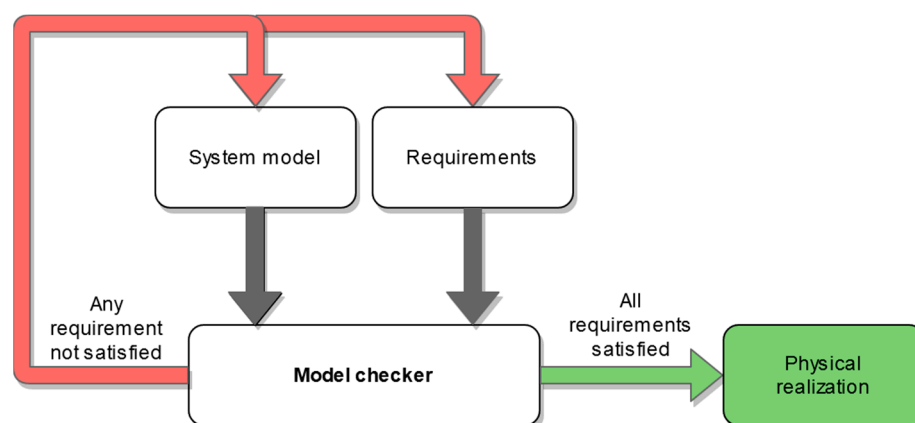 System model
Requirements
Any
requirement
not satisfied
All
requirements
satisfied
Model checker
Physical
realization